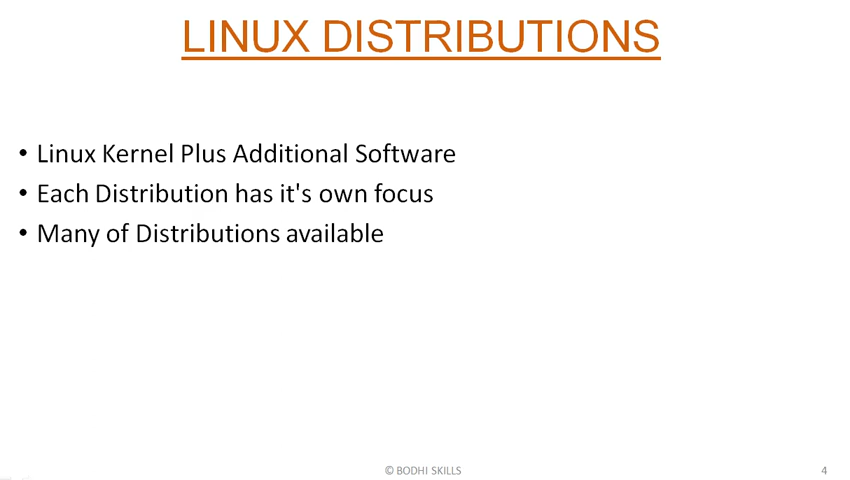 LINUX DISTRIBUTIONS
• Linux Kernel Plus Additional Software
• Each Distribution has it's own focus
• Many of Distributions available
© BODHI SKILLS
4